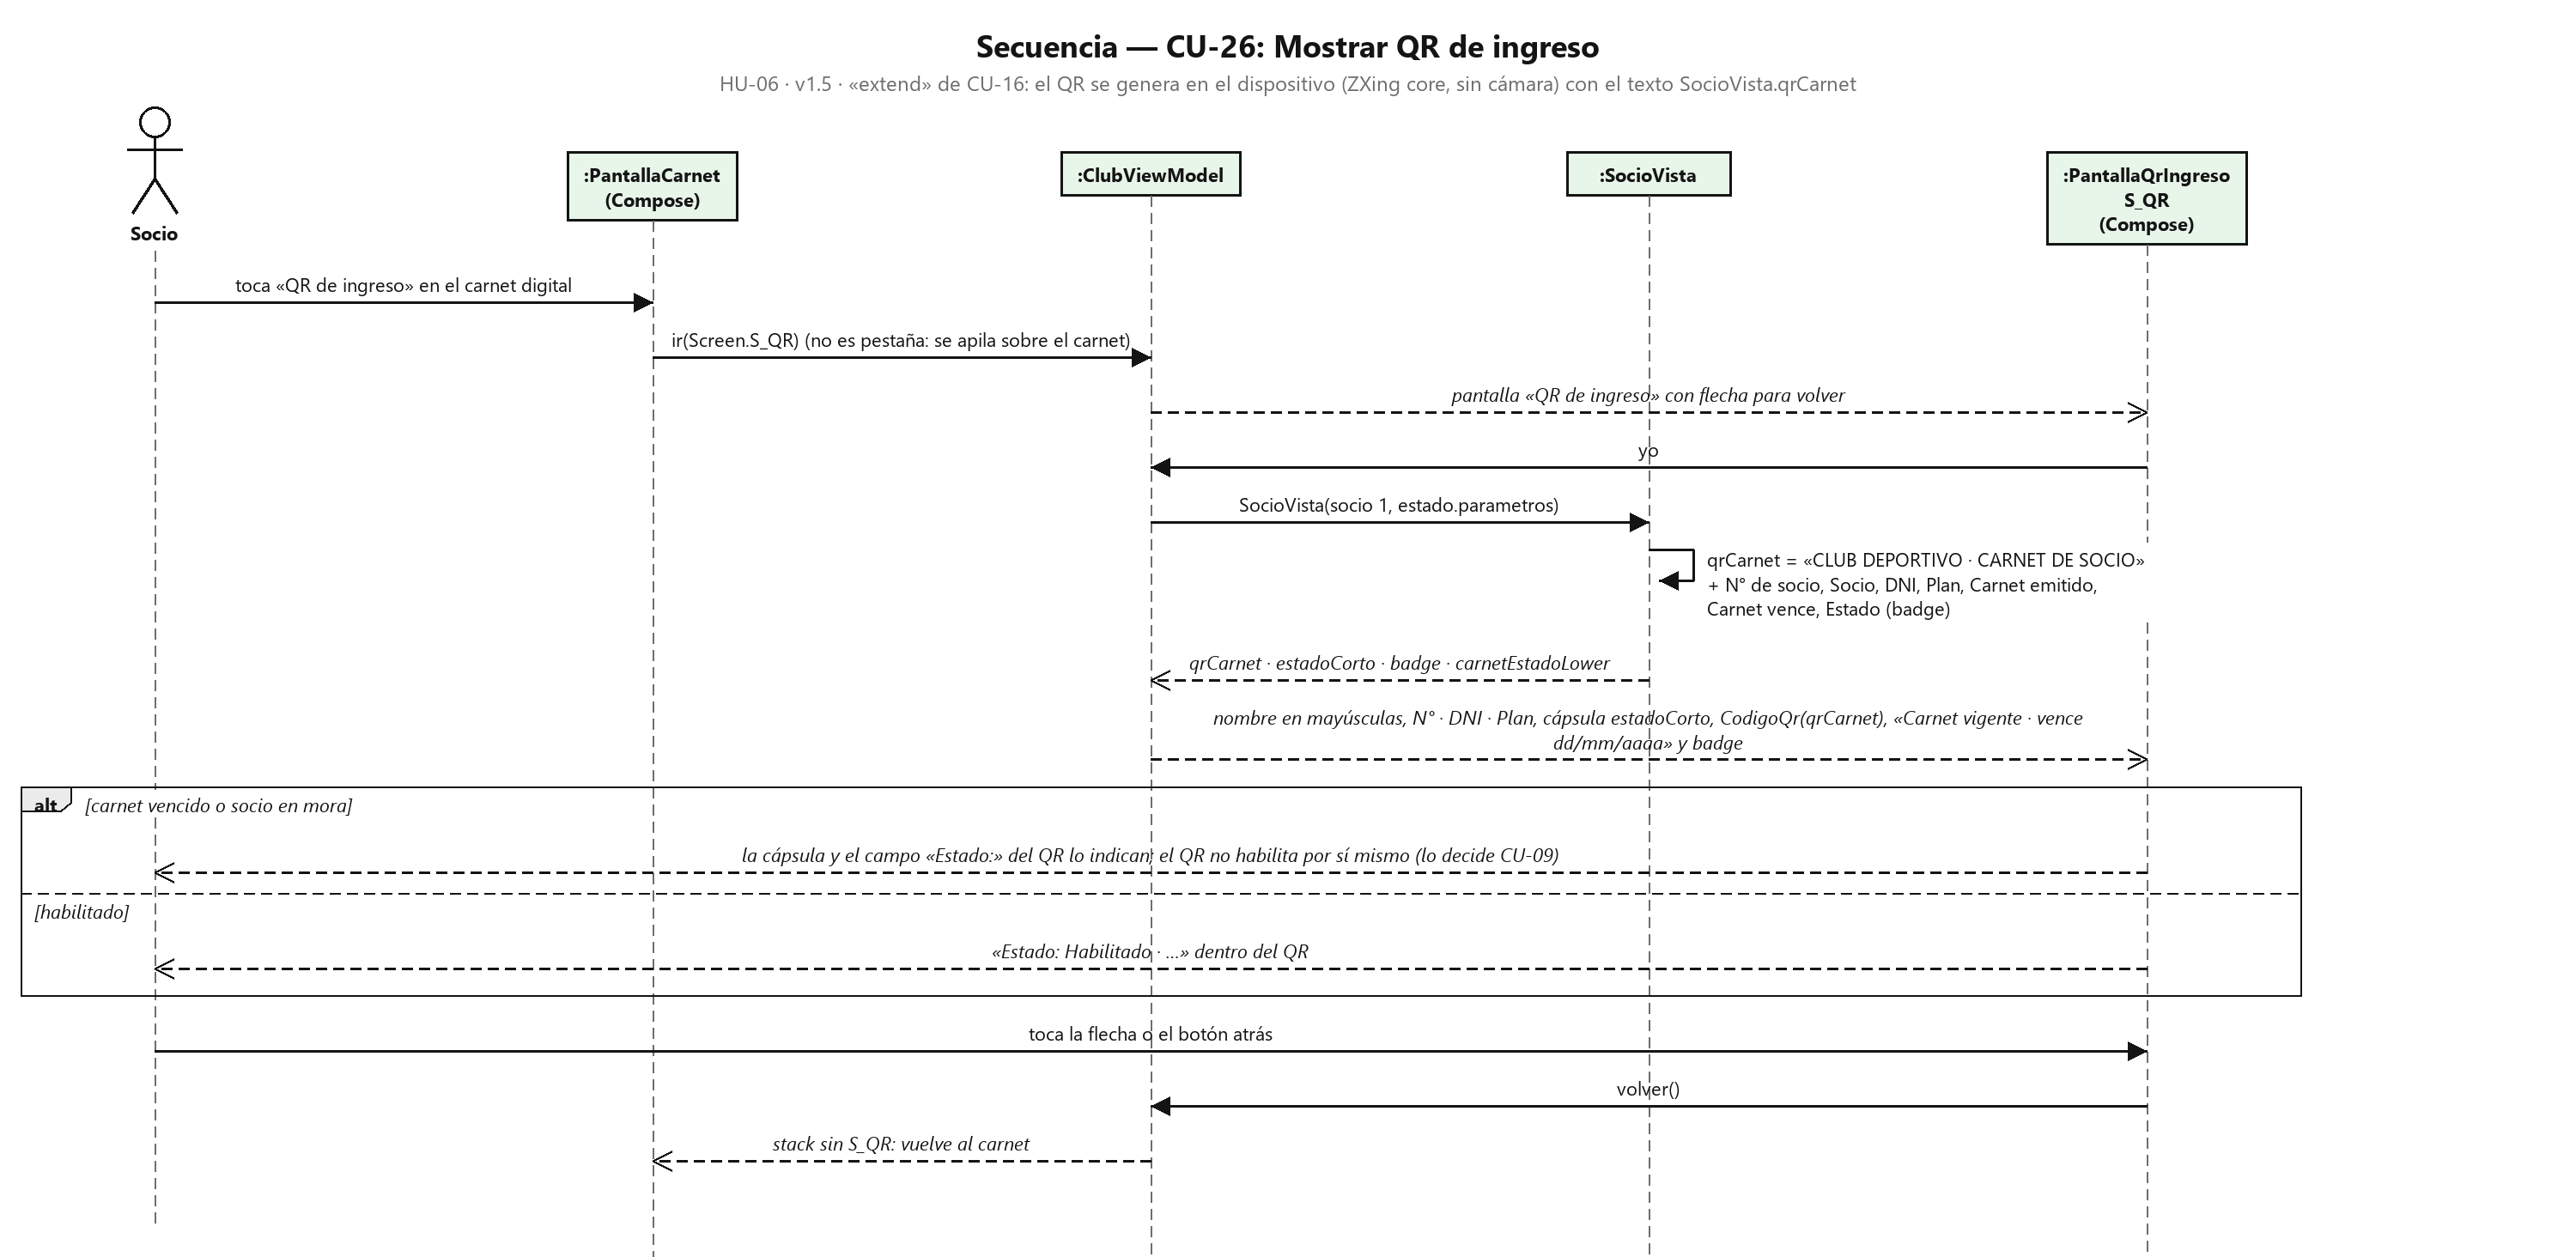 Secuencia — CU-26: Mostrar QR de ingreso
HU-06 · v1.5 · «extend» de CU-16: el QR se genera en el dispositivo (ZXing core, sin cámara) con el texto SocioVista.qrCarnet
Socio
:PantallaCarnet
(Compose)
:ClubViewModel
:SocioVista
:PantallaQrIngreso
S_QR
(Compose)
toca «QR de ingreso» en el carnet digital
ir(Screen.S_QR) (no es pestaña: se apila sobre el carnet)
pantalla «QR de ingreso» con flecha para volver
yo
SocioVista(socio 1, estado.parametros)
qrCarnet = «CLUB DEPORTIVO · CARNET DE SOCIO»
+ N° de socio, Socio, DNI, Plan, Carnet emitido,
Carnet vence, Estado (badge)
qrCarnet · estadoCorto · badge · carnetEstadoLower
nombre en mayúsculas, N° · DNI · Plan, cápsula estadoCorto, CodigoQr(qrCarnet), «Carnet vigente · vence
dd/mm/aaaa» y badge
alt [carnet vencido o socio en mora]
la cápsula y el campo «Estado:» del QR lo indican; el QR no habilita por sí mismo (lo decide CU-09)
[habilitado]
«Estado: Habilitado · ...» dentro del QR
toca la flecha o el botón atrás
volver()
stack sin S_QR: vuelve al carnet